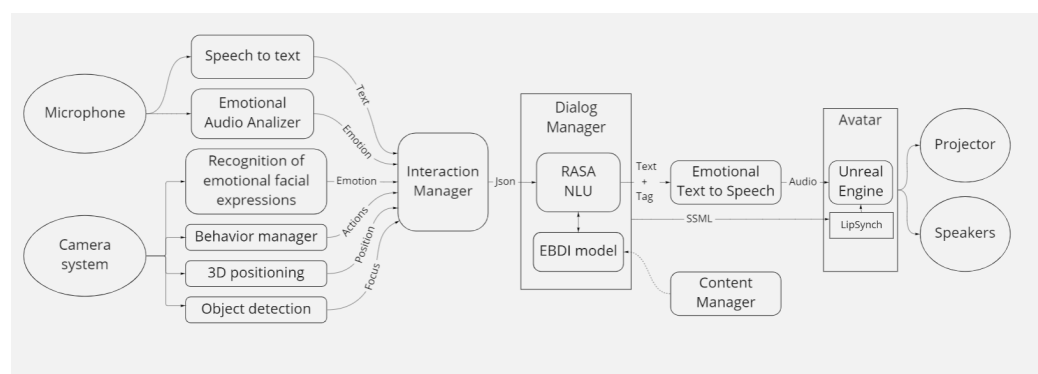 Speech to text
Microphone
Emotional
Audio Analizer
Recognition of
emotional facial
expressions
Camera
system
Behavior manager
3D positioning
Object detection
Text
Emotion
Emotion
Actions
Position
Focus
Interaction
Manager
Json
Dialog
Manager
RASA
NLU
EBDI model
Text
+
Tag
SSML
Emotional
Text to Speech
Content
Manager
Audio
Avatar
Unreal
Engine
LipSynch
Projector
Speakers